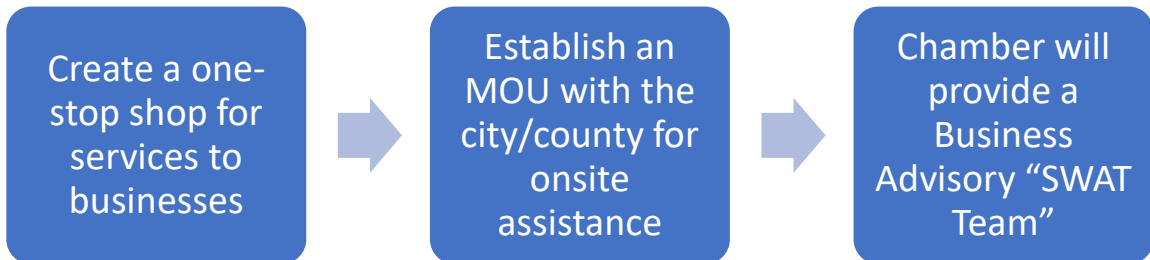 Create a one-
stop shop for
services to
businesses
Establish an
MOU with the
city/county for
onsite
assistance
Chamber will
provide a
Business
Advisory “SWAT
Team”